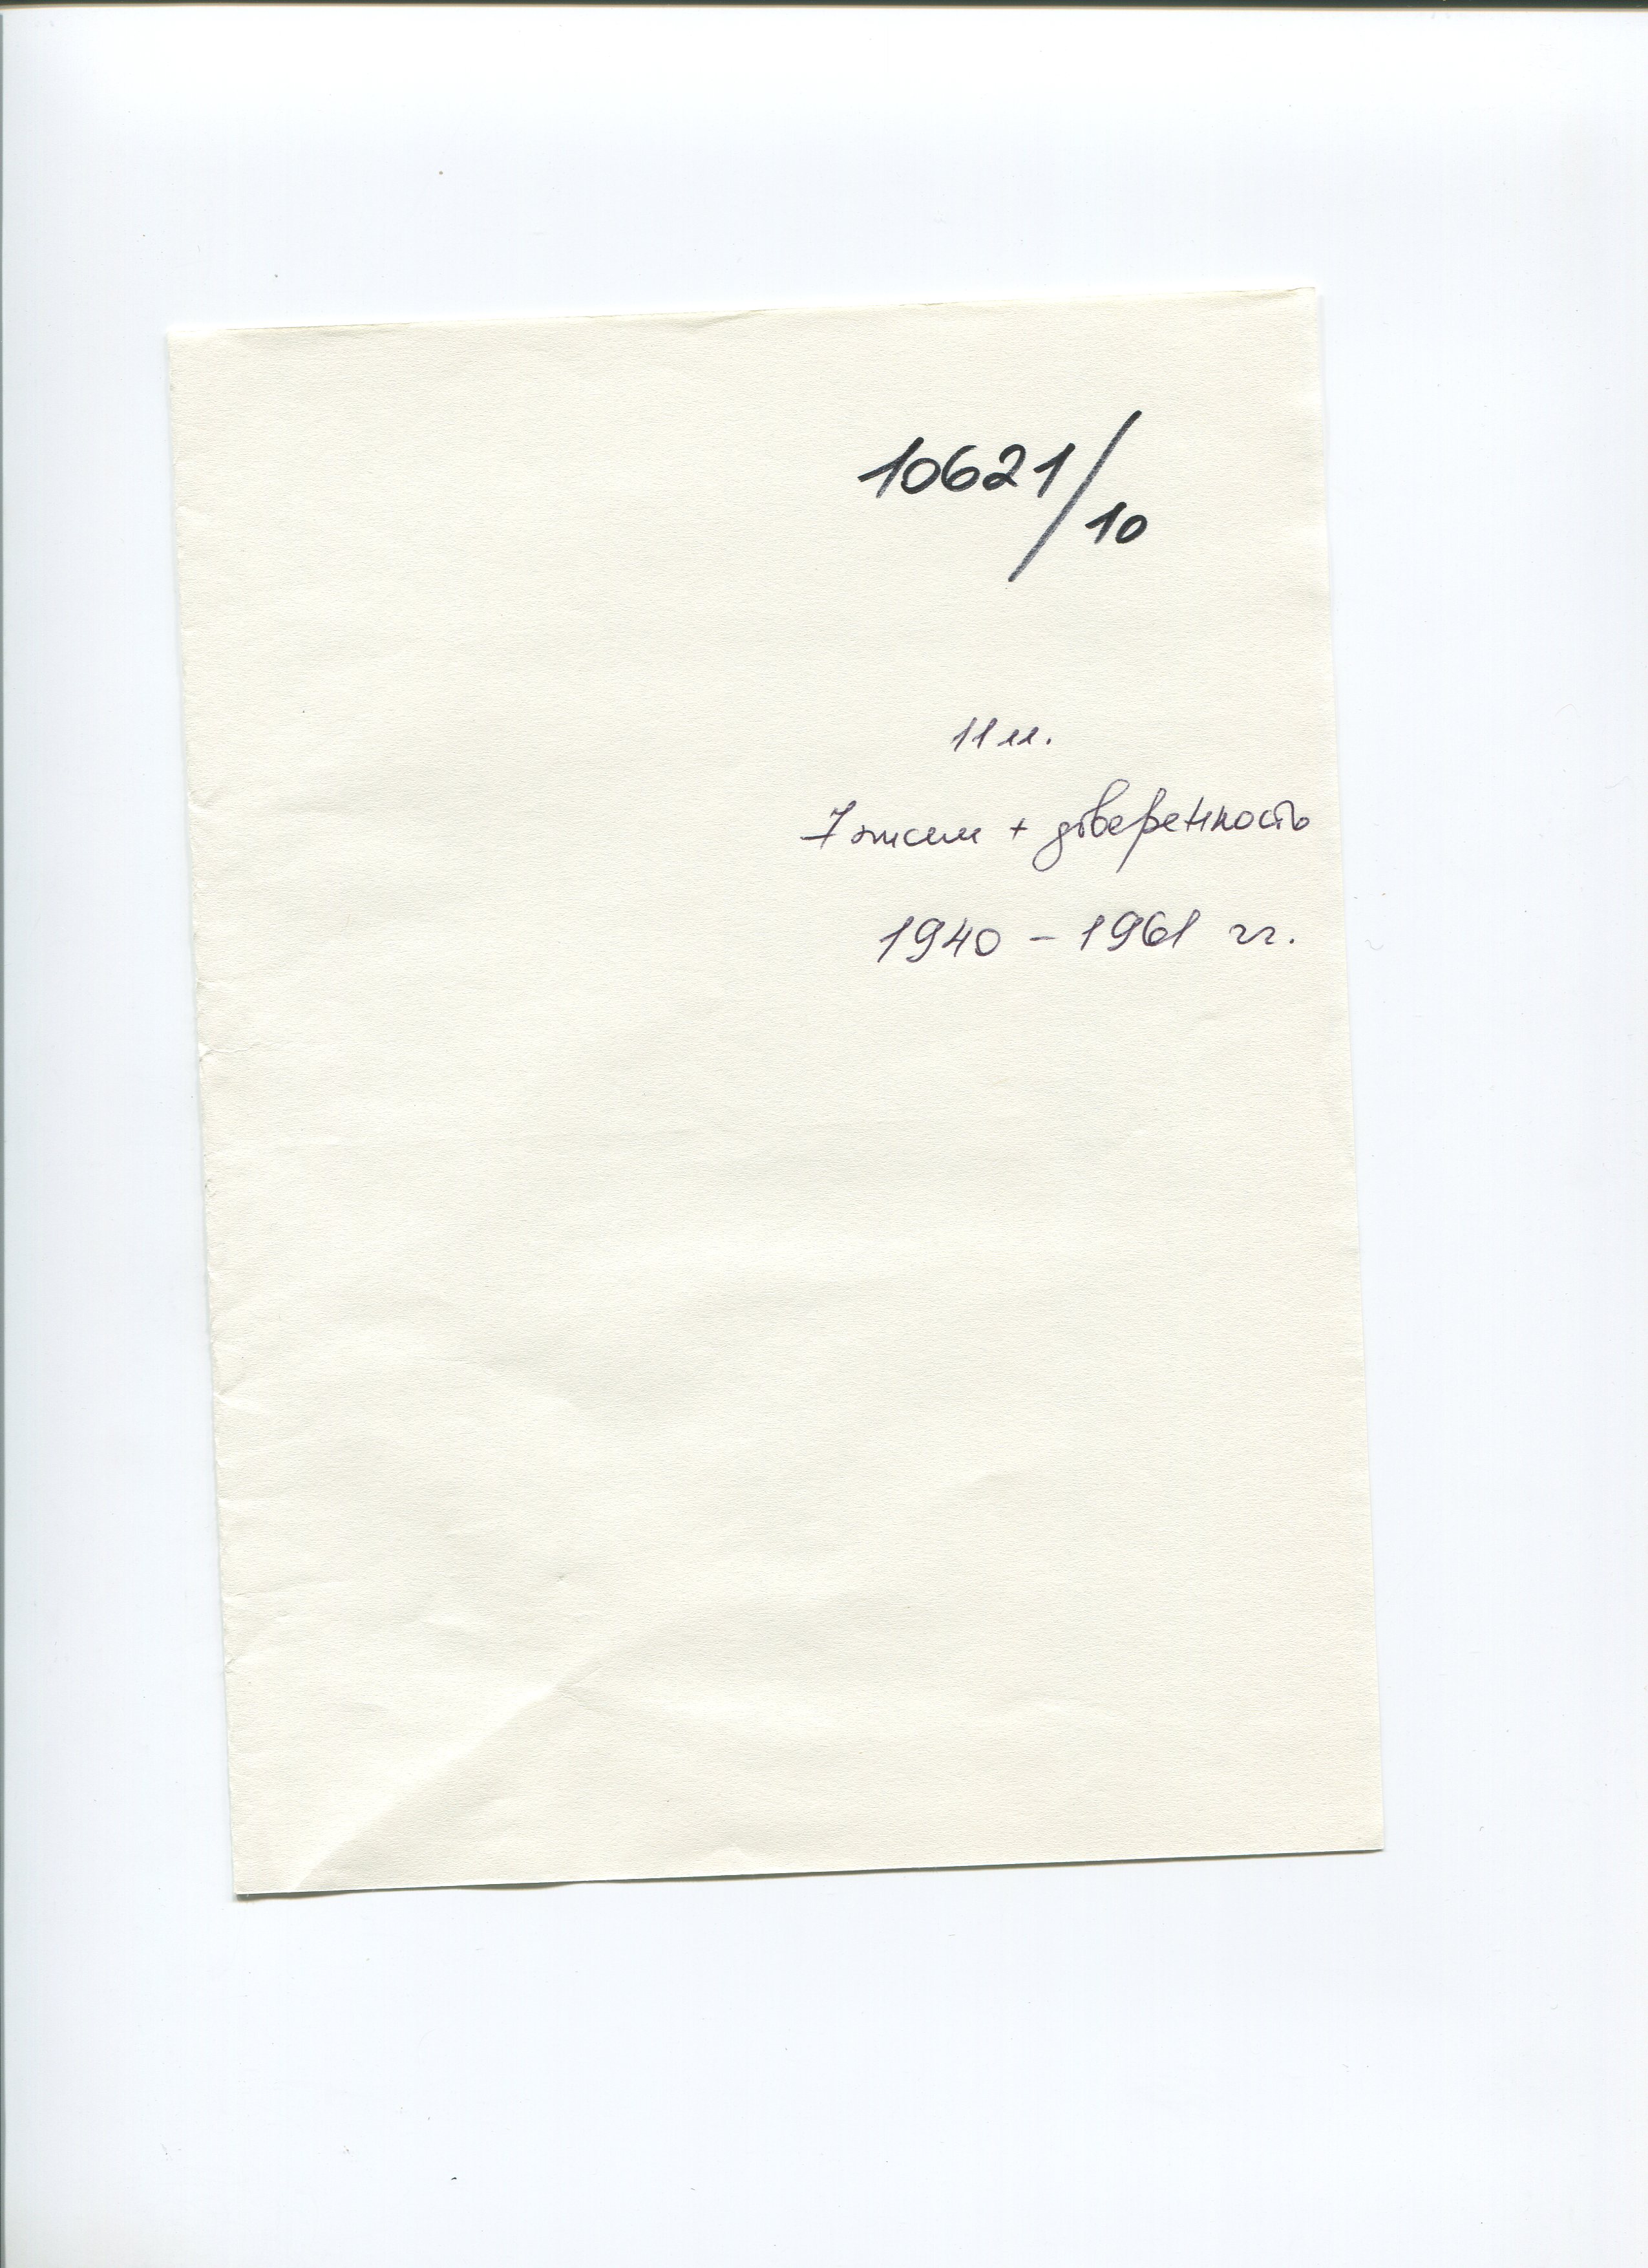 10621/10
11 лл.
7 писем + доверенность
1940 – 1961 гг.